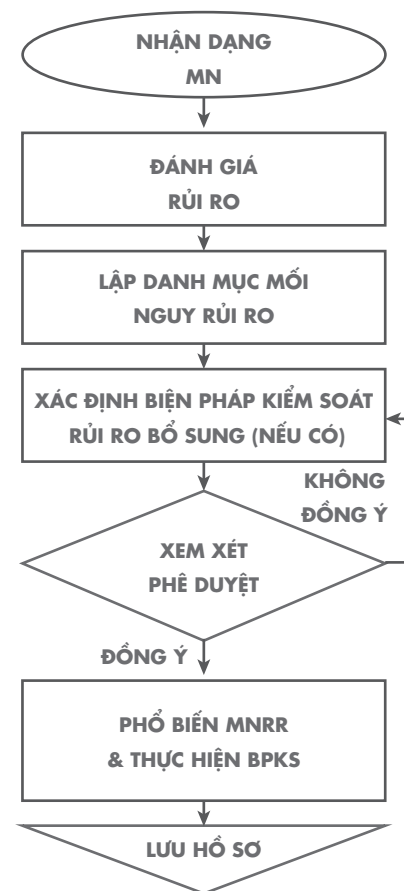 NHẬN DẠNG
MN
ĐÁNH GIÁ
RỦI RO
LẬP DANH MỤC MỐI
NGUY RỦI RO
XÁC ĐỊNH BIỆN PHÁP KIỂM SOÁT
RỦI RO BỔ SUNG (NẾU CÓ)
KHÔNG
ĐỒNG Ý
XEM XÉT
PHÊ DUYỆT
ĐỒNG Ý
PHỔ BIẾN MNRR
& THỰC HIỆN BPKS
LƯU HỒ SƠ